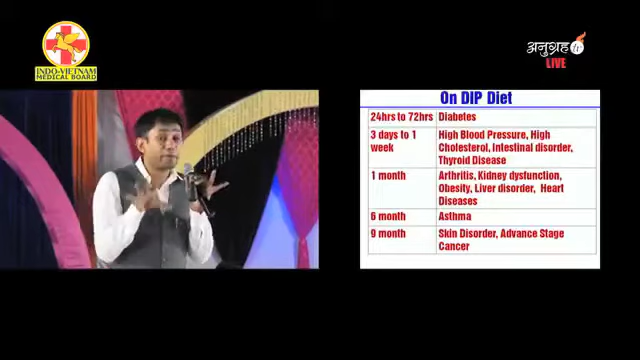 INDO-VIETNAM
MEDICAL BOARD
अनुग्रह tv
LIVE
On DIP Diet
24hrs to 72hrs Diabetes
3 days to 1 High Blood Pressure, High
week Cholesterol, Intestinal disorder,
Thyroid Disease
1 month Arthritis, Kidney dysfunction,
Obesity, Liver disorder, Heart
Diseases
6 month Asthma
9 month Skin Disorder, Advance Stage
Cancer